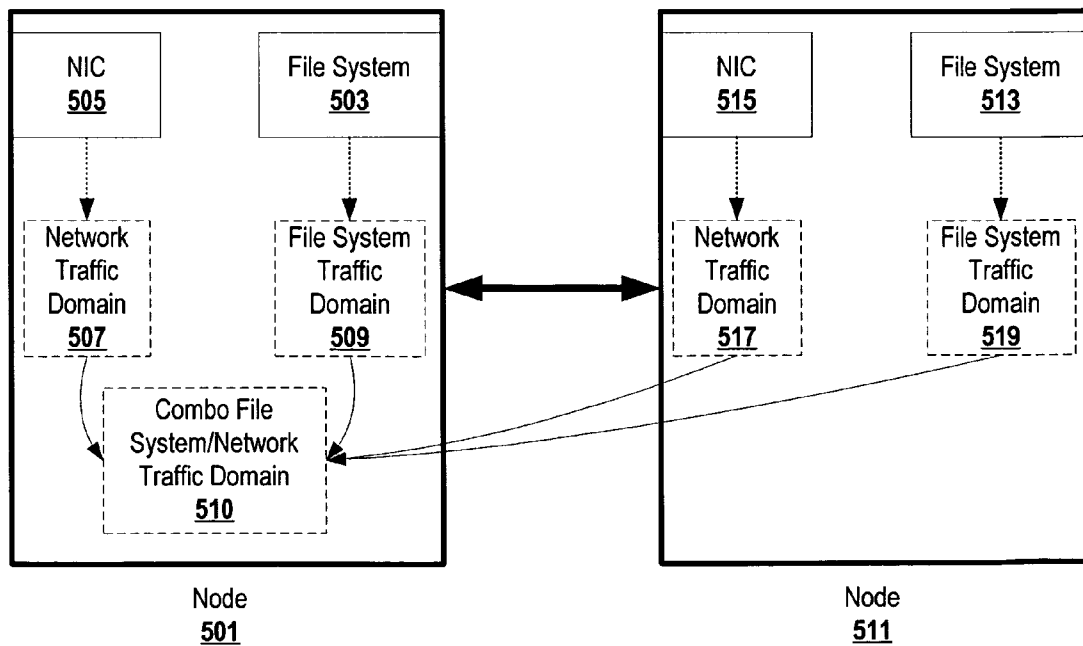 NIC
505
File System
503
NIC
515
File System
513
Network
Traffic
Domain
507
File System
Traffic
Domain
509
Network
Traffic
Domain
517
File System
Traffic
Domain
519
Combo File
System/Network
Traffic Domain
510
Node
501
Node
511